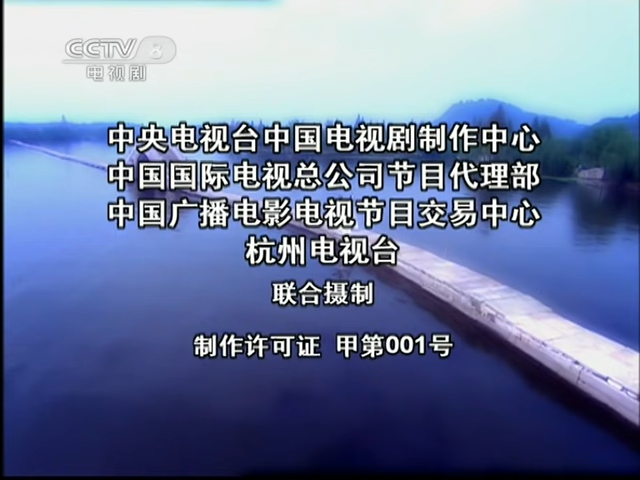 CCTV 8
电视剧
中央电视台中国电视剧制作中心
中国国际电视总公司节目代理部
中国广播电影电视节目交易中心
杭州电视台
联合摄制
制作许可证 甲第001号